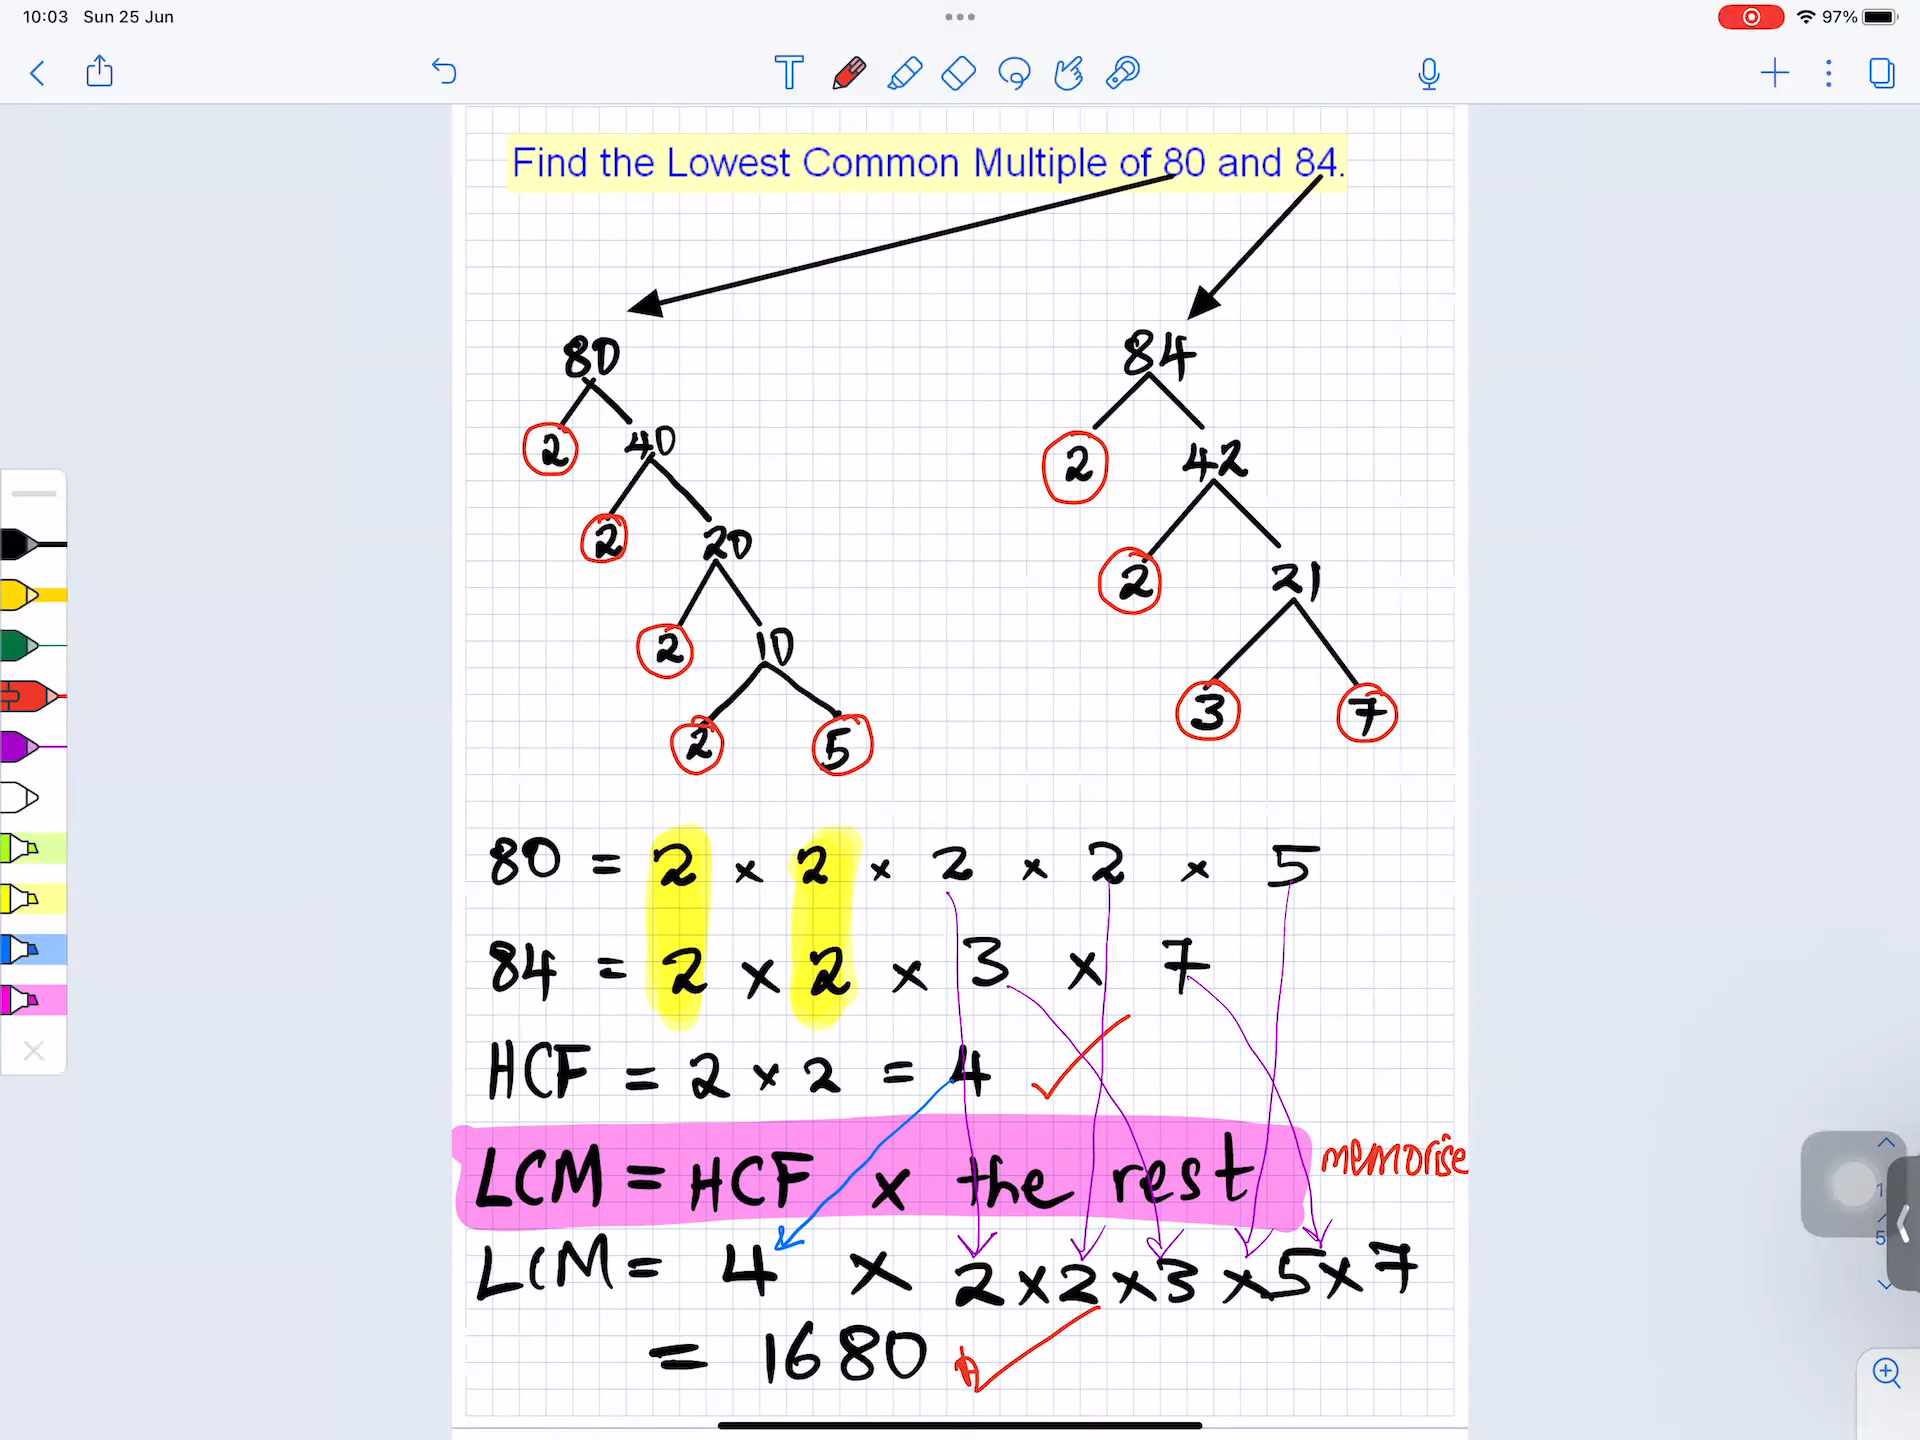 10:03 Sun 25 Jun
97%
Find the Lowest Common Multiple of 80 and 84.
80 84
2 40 2 42
2 20 2 21
2 10 3 7
2 5
80 = 2 × 2 × 2 × 2 × 5
84 = 2 × 2 × 3 × 7
HCF = 2 × 2 = 4
LCM = HCF × the rest memorise
LCM = 4 × 2 × 2 × 3 × 5 × 7
= 1680